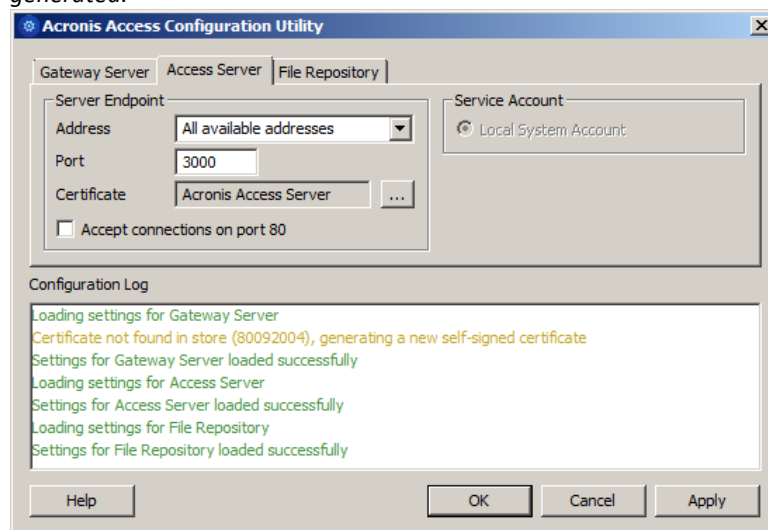 generated.
Acronis Access Configuration Utility
Gateway Server
Access Server
File Repository
Server Endpoint
Address
All available addresses
Port
3000
Certificate
Acronis Access Server
...
Accept connections on port 80
Service Account
Local System Account
Configuration Log
Loading settings for Gateway Server
Certificate not found in store (80092004), generating a new self-signed certificate
Settings for Gateway Server loaded successfully
Loading settings for Access Server
Settings for Access Server loaded successfully
Loading settings for File Repository
Settings for File Repository loaded successfully
Help
OK
Cancel
Apply